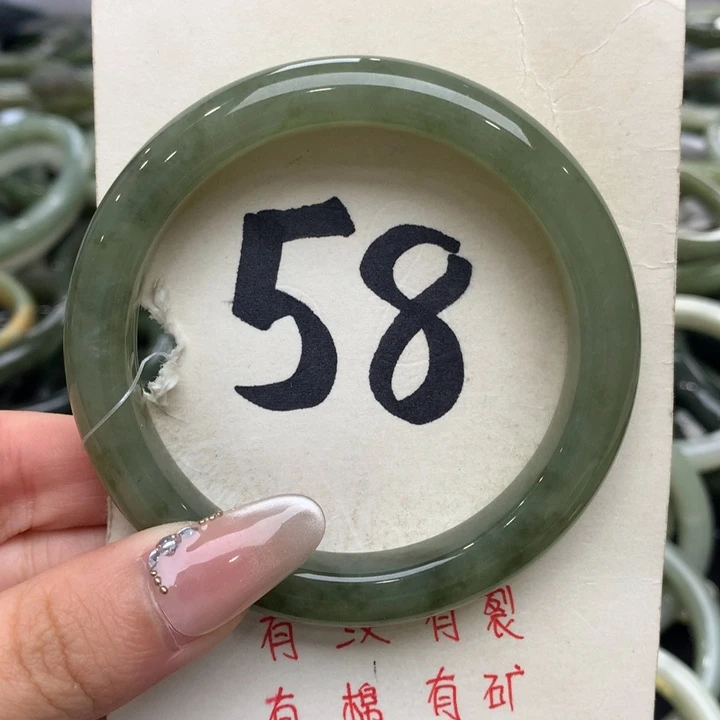 58
有 纹 有 裂
有 棉 有 矿